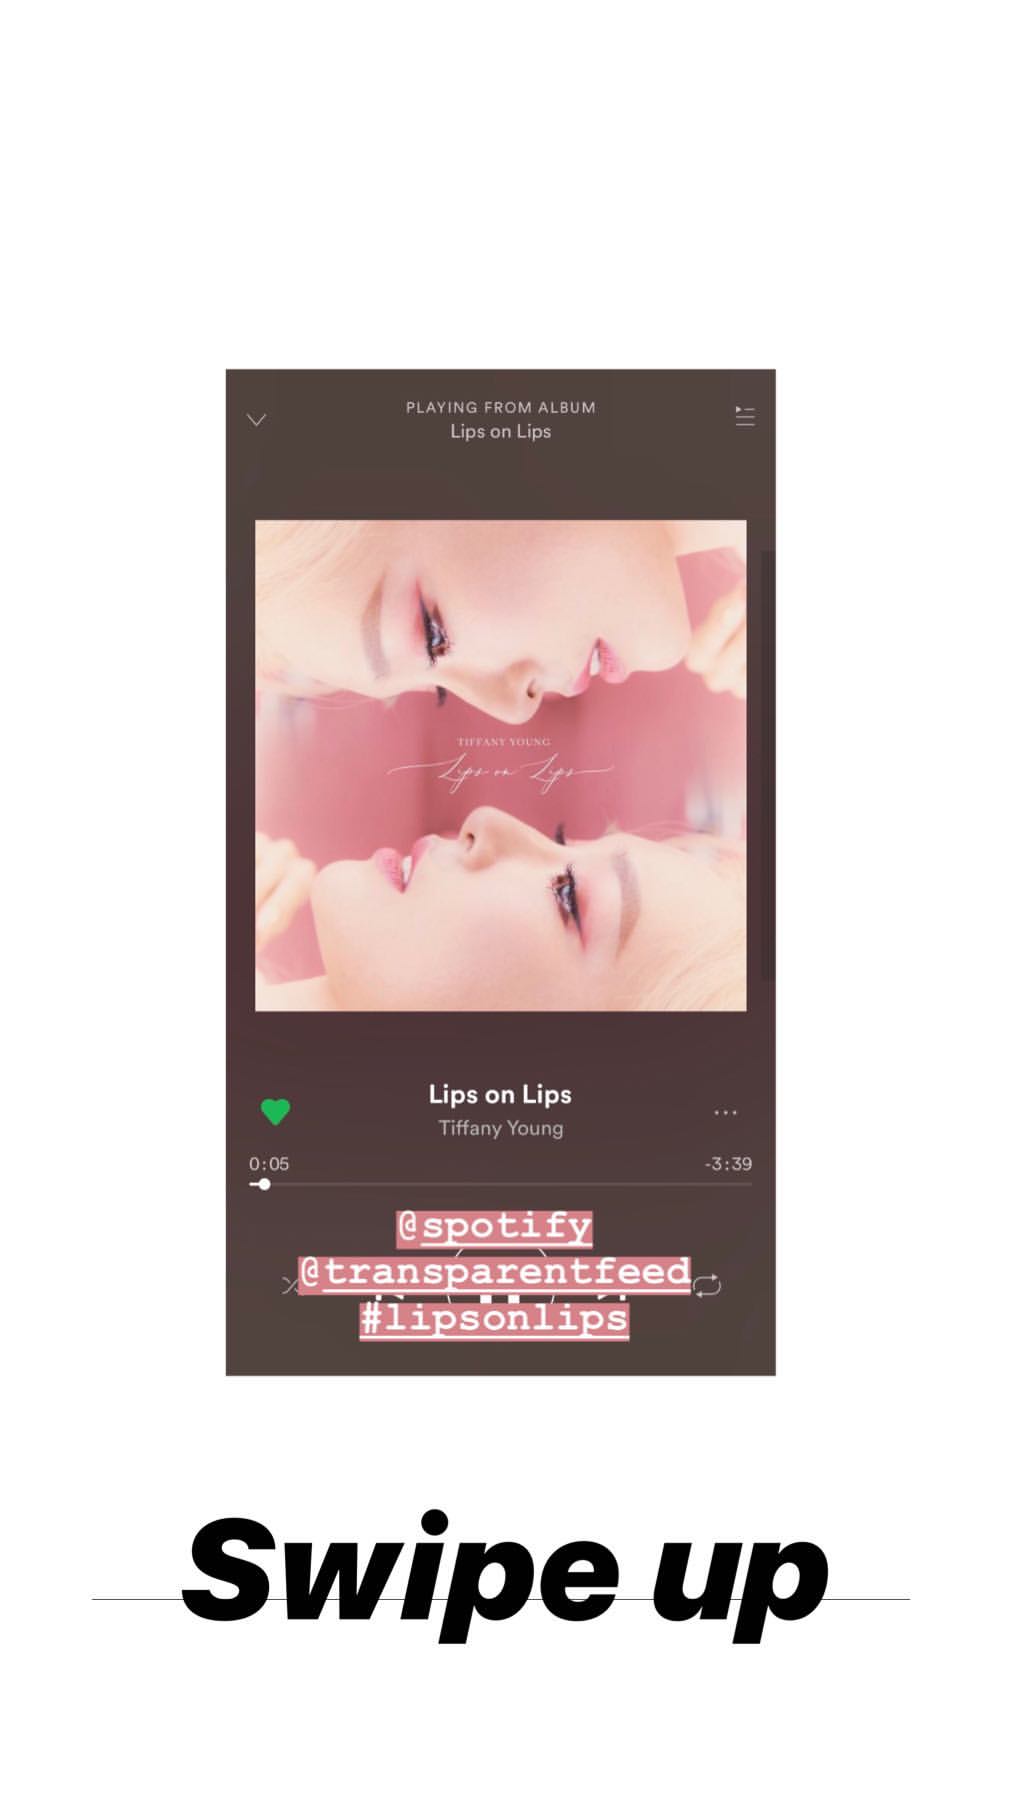 PLAYING FROM ALBUM
Lips on Lips
TIFFANY YOUNG
Lips on Lips
Lips on Lips
Tiffany Young
0:05
-3:39
@spotify
@transparentfeed
#lipsonlips
Swipe up